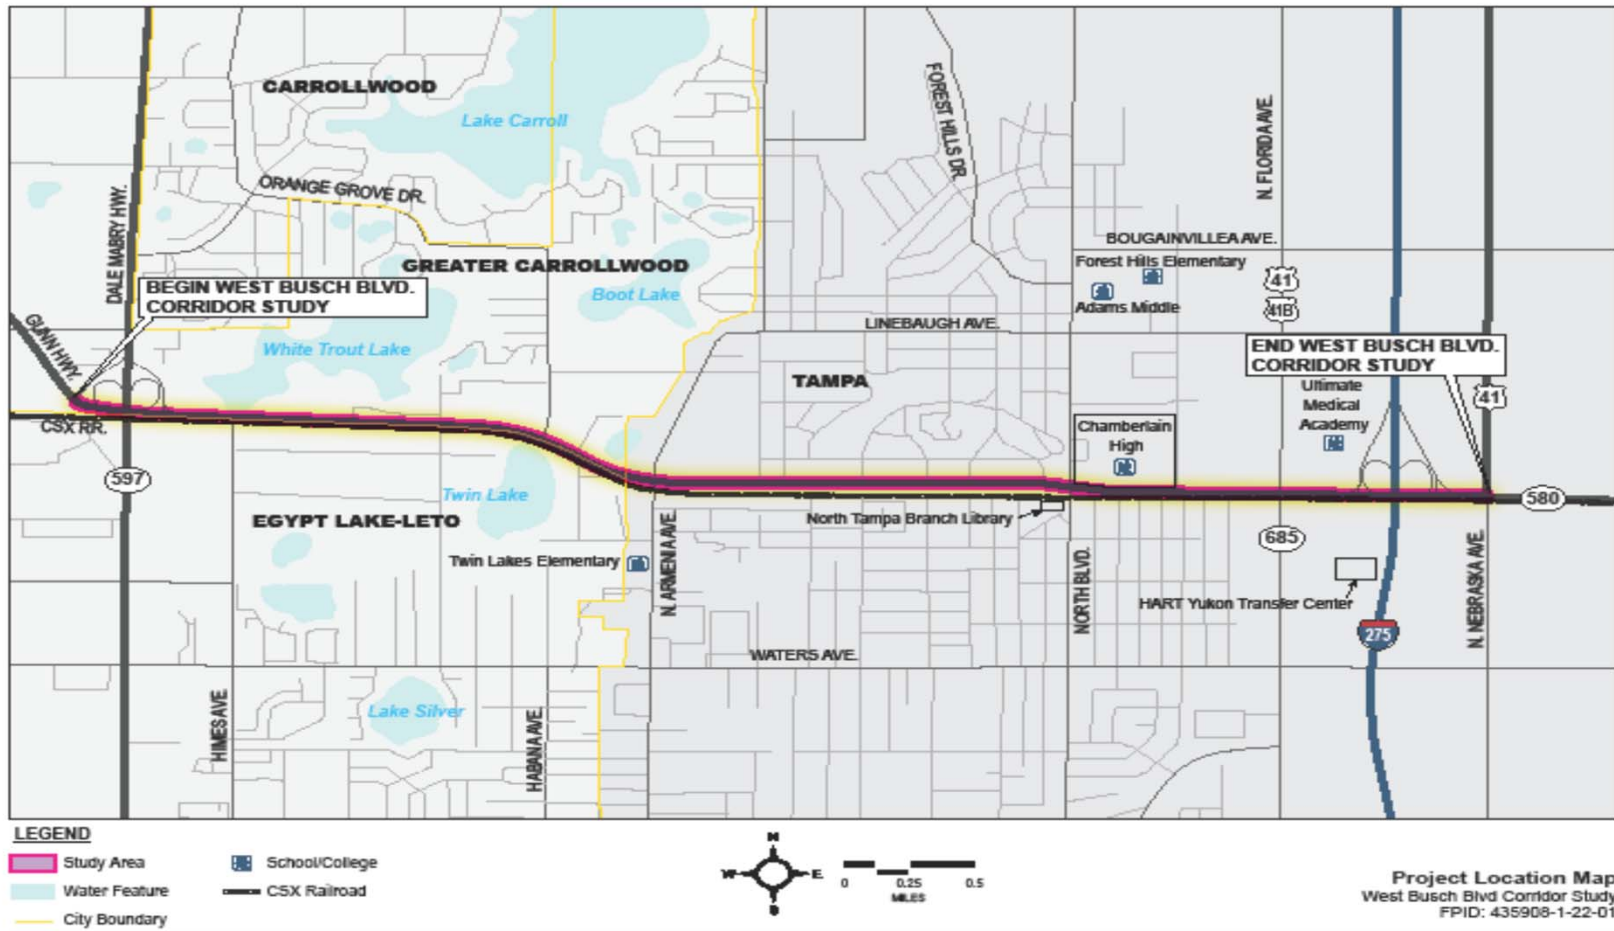 CARROLLWOOD
Lake Carroll
FOREST HILLS DR.
N. FLORIDA AVE.
DALE MABRY HWY.
ORANGE GROVE DR.
BOUGAINVILLEA AVE.
GREATER CARROLLWOOD
Forest Hills Elementary
41
BEGIN WEST BUSCH BLVD.
CORRIDOR STUDY
Boot Lake
Adams Middle
41B
GUNN HWY.
LINEBAUGH AVE.
White Trout Lake
END WEST BUSCH BLVD.
CORRIDOR STUDY
TAMPA
Ultimate
Medical
Academy
41
CSX RR.
Chamberlain
High
597
Twin Lake
580
EGYPT LAKE-LETO
North Tampa Branch Library
685
Twin Lakes Elementary
N. ARMENIA AVE.
NORTH BLVD.
N. NEBRASKA AVE.
HART Yukon Transfer Center
275
WATERS AVE.
Lake Silver
HIMES AVE.
HABANA AVE.
LEGEND
Study Area
School/College
Water Feature
CSX Railroad
City Boundary
N
W
E
S
0
0.25
0.5
MILES
Project Location Map
West Busch Blvd Corridor Study
FPID: 435908-1-22-01